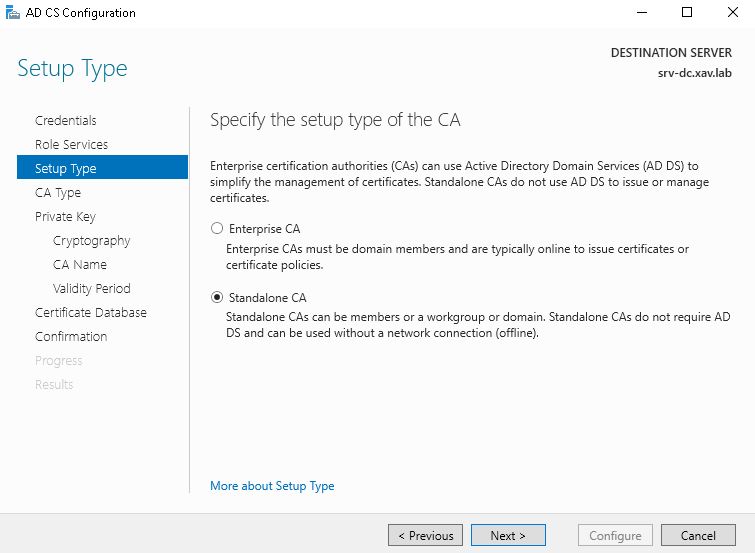 AD CS Configuration
DESTINATION SERVER
srv-dc.xav.lab
Setup Type
Credentials
Role Services
Setup Type
CA Type
Private Key
Cryptography
CA Name
Validity Period
Certificate Database
Confirmation
Progress
Results
Specify the setup type of the CA
Enterprise certification authorities (CAs) can use Active Directory Domain Services (AD DS) to
simplify the management of certificates. Standalone CAs do not use AD DS to issue or manage
certificates.
Enterprise CA
Enterprise CAs must be domain members and are typically online to issue certificates or
certificate policies.
Standalone CA
Standalone CAs can be members or a workgroup or domain. Standalone CAs do not require AD
DS and can be used without a network connection (offline).
More about Setup Type
< Previous
Next >
Configure
Cancel